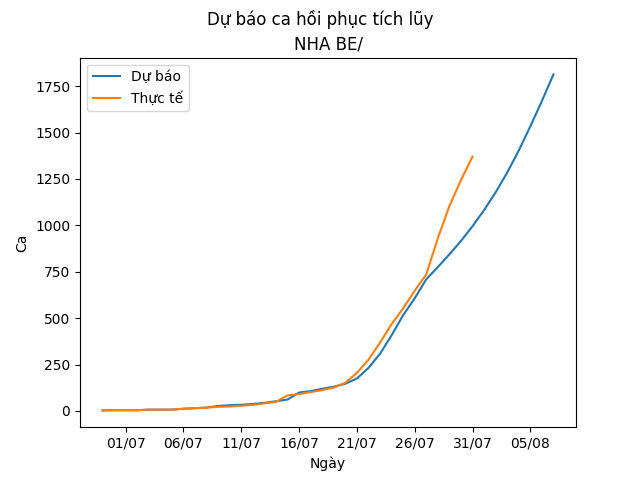 Dự báo ca hồi phục tích lũy
NHA BE/
Dự báo
Thực tế
1750
1500
1250
1000
750
500
250
0
Ca
01/07 06/07 11/07 16/07 21/07 26/07 31/07 05/08
Ngày